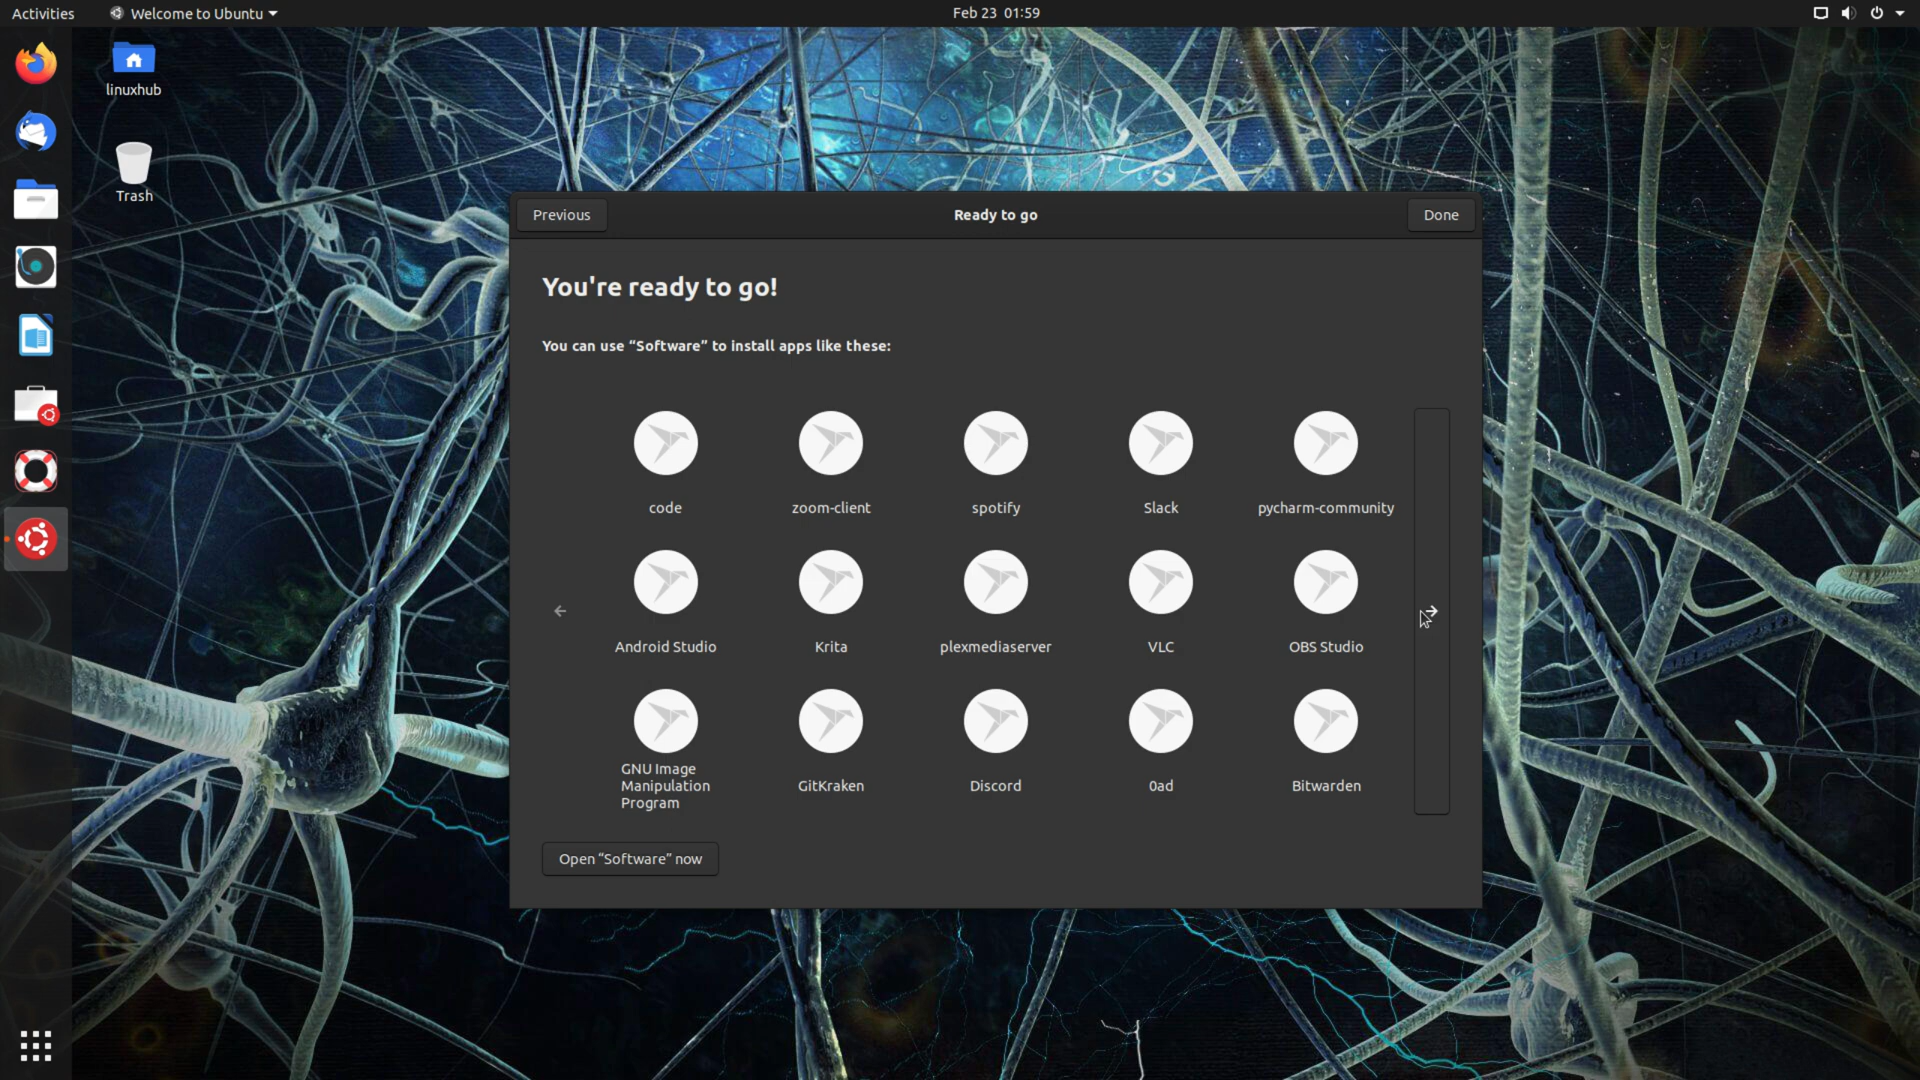 Activities
Welcome to Ubuntu
Feb 23 01:59
linuxhub
Trash
Previous
Ready to go
Done
You're ready to go!
You can use “Software” to install apps like these:
code
zoom-client
spotify
Slack
pycharm-community
Android Studio
Krita
plexmediaserver
VLC
OBS Studio
GNU Image
Manipulation
Program
GitKraken
Discord
0ad
Bitwarden
Open “Software” now